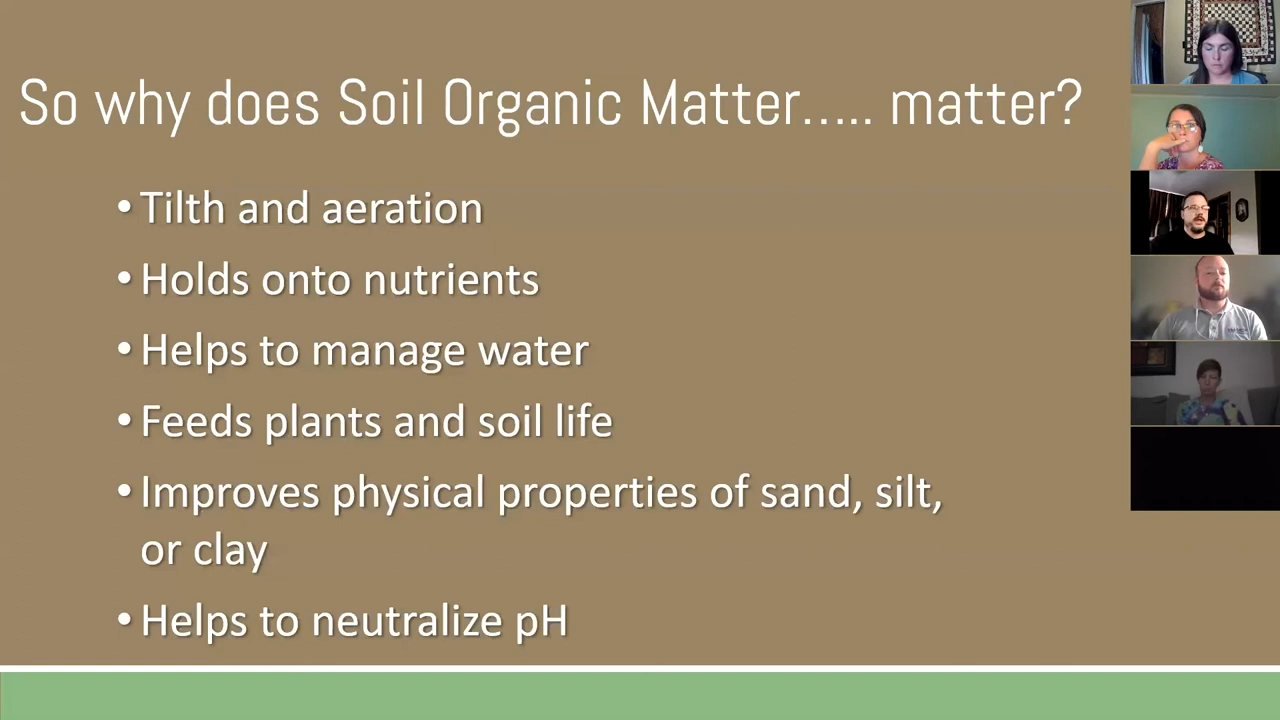 So why does Soil Organic Matter..... matter?
• Tilth and aeration
• Holds onto nutrients
• Helps to manage water
• Feeds plants and soil life
• Improves physical properties of sand, silt,
or clay
• Helps to neutralize pH